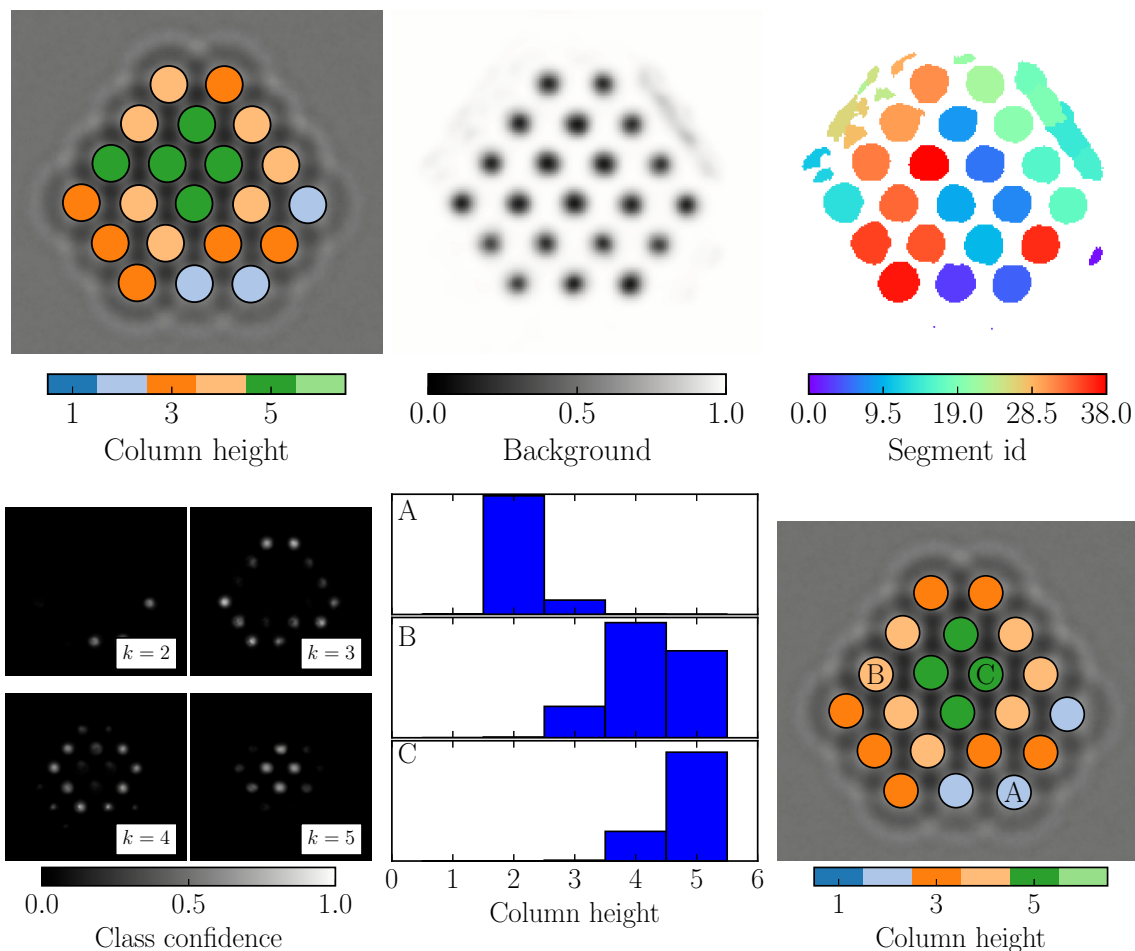 1 3 5
Column height
0.0 0.5 1.0
Background
0.0 9.5 19.0 28.5 38.0
Segment id
k = 2
k = 3
k = 4
k = 5
0.0 0.5 1.0
Class confidence
A
B
C
0 1 2 3 4 5 6
Column height
B
C
A
1 3 5
Column height